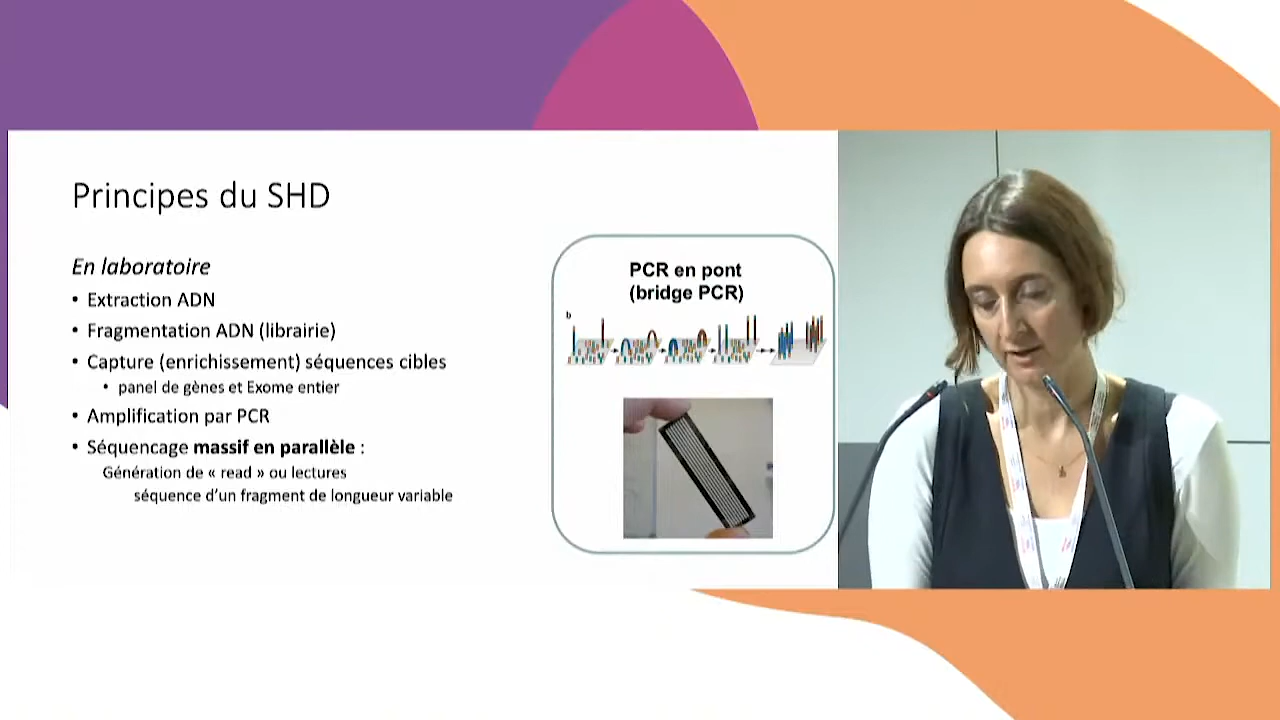 Principes du SHD
En laboratoire
• Extraction ADN
• Fragmentation ADN (librairie)
• Capture (enrichissement) séquences cibles
• panel de gènes et Exome entier
• Amplification par PCR
• Séquencage massif en parallèle :
Génération de « read » ou lectures
séquence d'un fragment de longueur variable
PCR en pont
(bridge PCR)
b